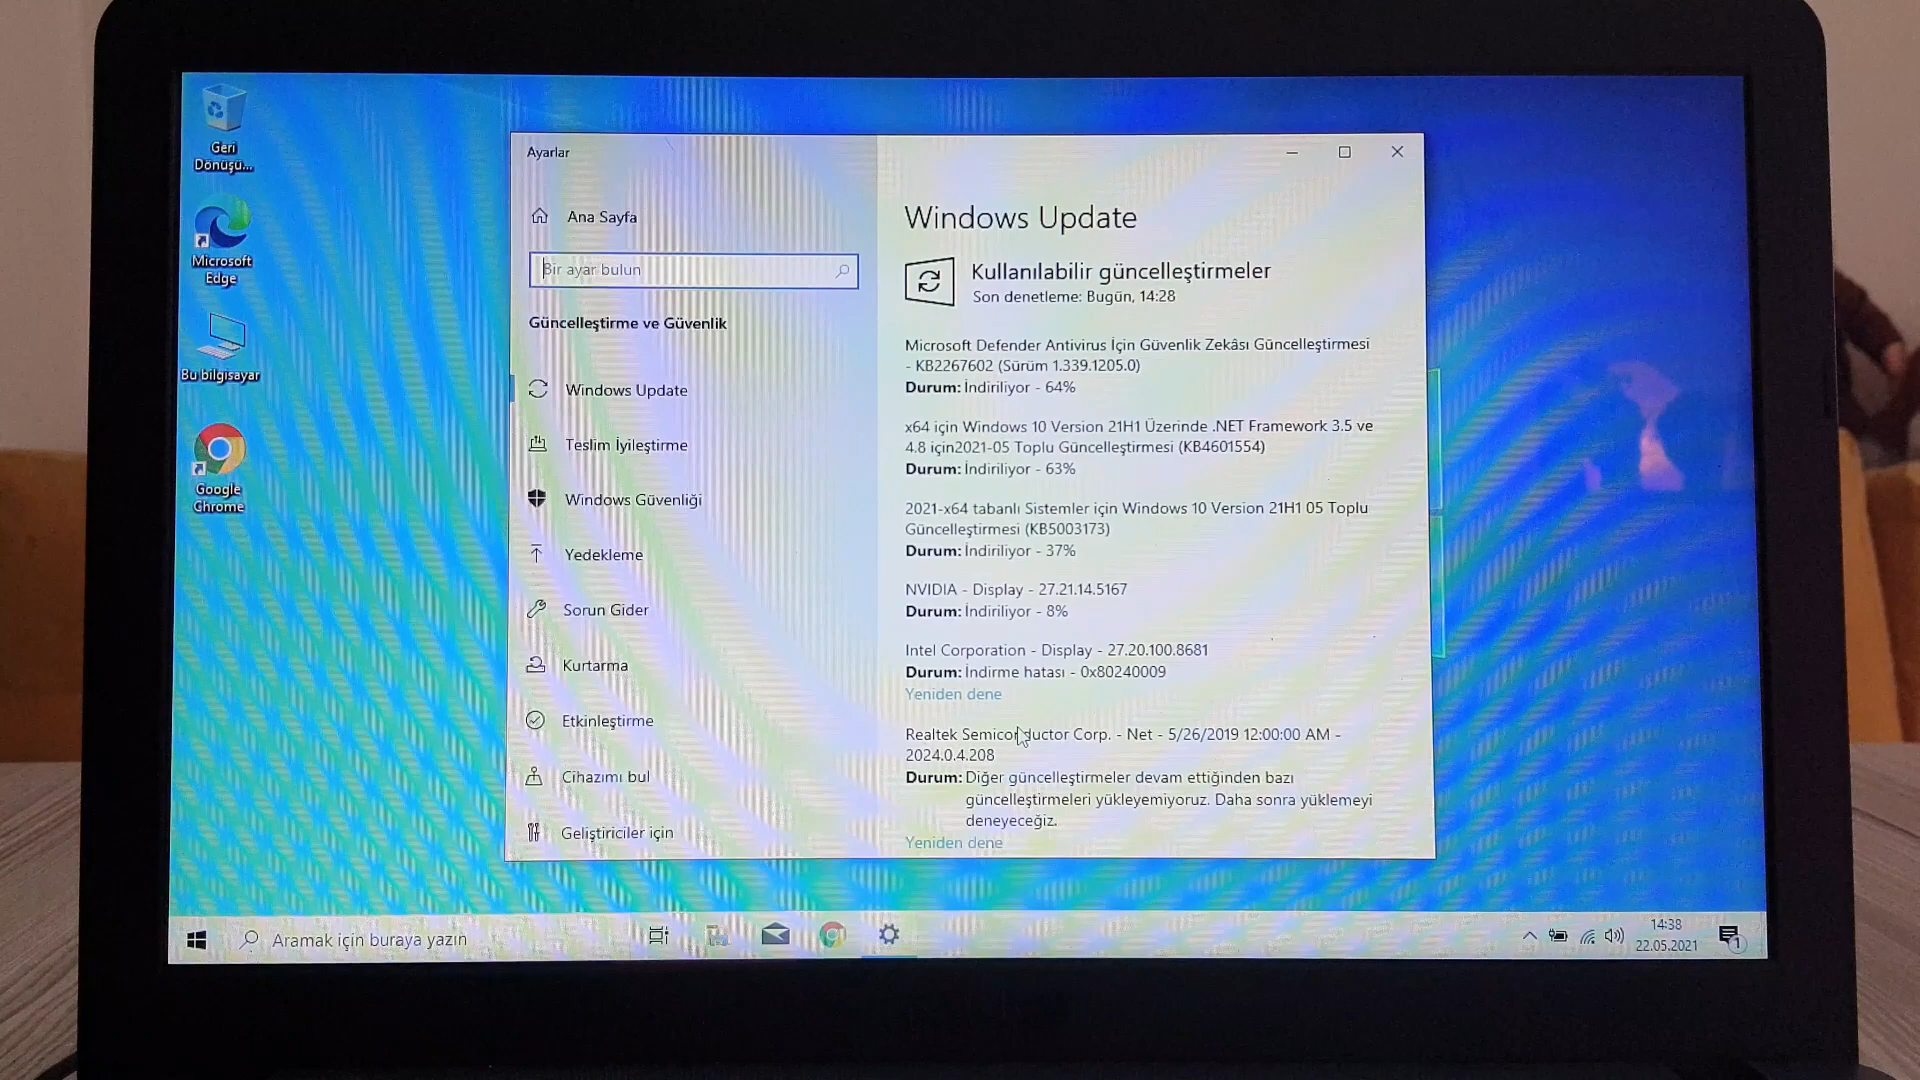 Geri
Dönüşü...
Microsoft
Edge
Bu bilgisayar
Google
Chrome
Ayarlar
Ana Sayfa
Bir ayar bulun
Güncelleştirme ve Güvenlik
Windows Update
Teslim İyileştirme
Windows Güvenliği
Yedekleme
Sorun Gider
Kurtarma
Etkinleştirme
Cihazımı bul
Geliştiriciler için
Windows Update
Kullanılabilir güncelleştirmeler
Son denetleme: Bugün, 14:28
Microsoft Defender Antivirus İçin Güvenlik Zekâsı Güncelleştirmesi
- KB2267602 (Sürüm 1.339.1205.0)
Durum: İndiriliyor - 64%
x64 için Windows 10 Version 21H1 Üzerinde .NET Framework 3.5 ve
4.8 için2021-05 Toplu Güncelleştirmesi (KB4601554)
Durum: İndiriliyor - 63%
2021-x64 tabanlı Sistemler için Windows 10 Version 21H1 05 Toplu
Güncelleştirmesi (KB5003173)
Durum: İndiriliyor - 37%
NVIDIA - Display - 27.21.14.5167
Durum: İndiriliyor - 8%
Intel Corporation - Display - 27.20.100.8681
Durum: İndirme hatası - 0x80240009
Yeniden dene
Realtek Semiconductor Corp. - Net - 5/26/2019 12:00:00 AM -
2024.0.4.208
Durum: Diğer güncelleştirmeler devam ettiğinden bazı
güncelleştirmeleri yükleyemiyoruz. Daha sonra yüklemeyi
deneyeceğiz.
Yeniden dene
Aramak için buraya yazın
14:38
22.05.2021
1